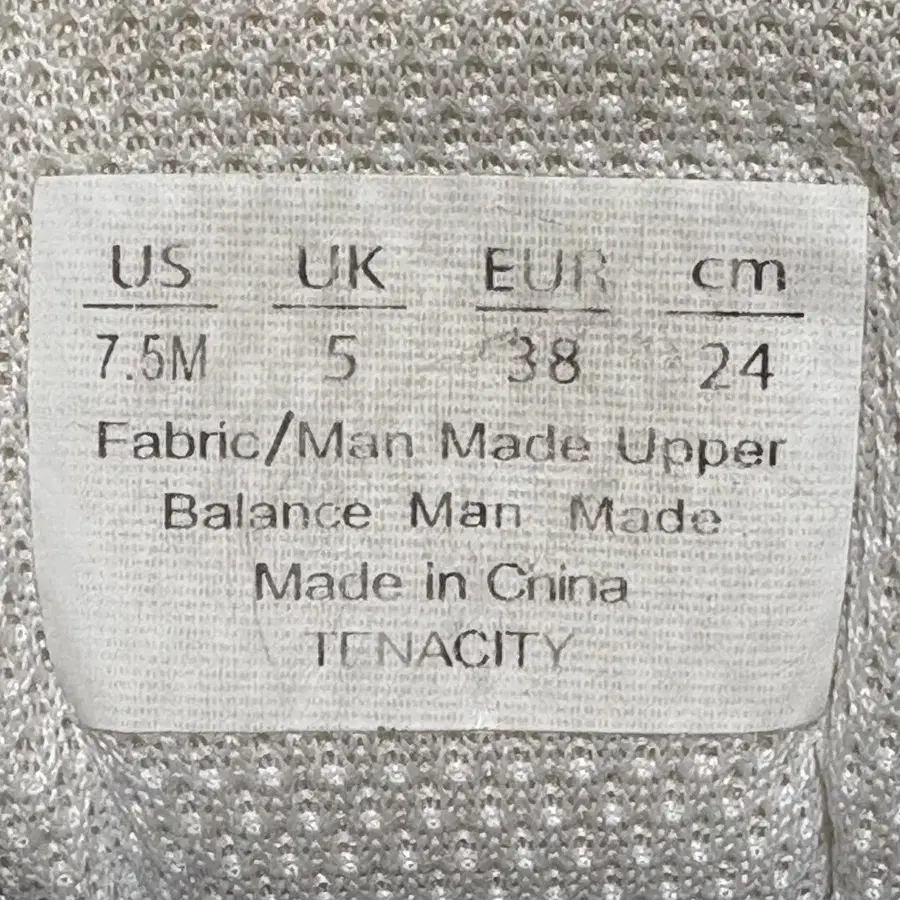 US UK EUR cm
7.5M 5 38 24
Fabric/Man Made Upper
Balance Man Made
Made in China
TENACITY